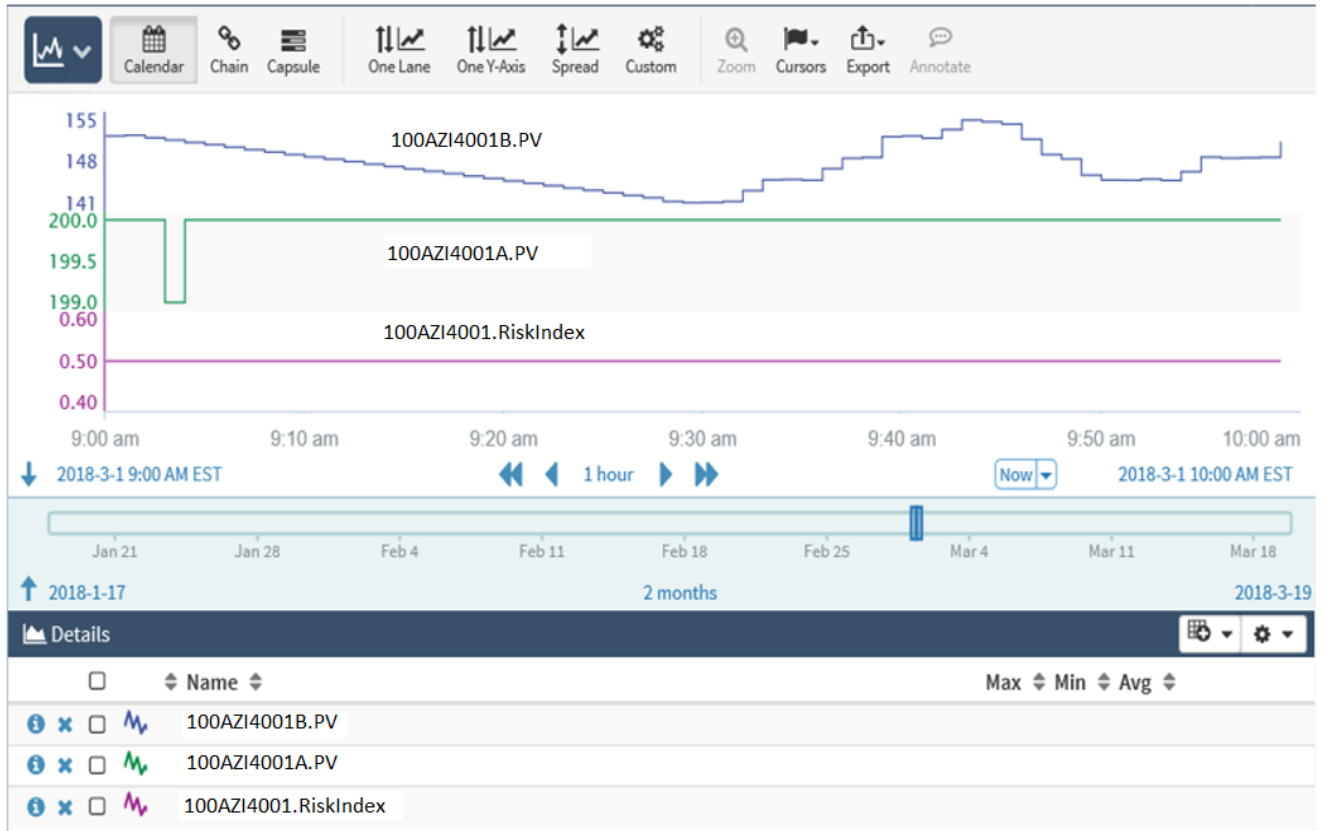 Calendar Chain Capsule One Lane One Y-Axis Spread Custom Zoom Cursors Export Annotate
155
100AZI4001B.PV
148
141
200.0
100AZI4001A.PV
199.5
199.0
0.60
100AZI4001.RiskIndex
0.50
0.40
9:00 am 9:10 am 9:20 am 9:30 am 9:40 am 9:50 am 10:00 am
2018-3-1 9:00 AM EST 1 hour Now 2018-3-1 10:00 AM EST
Jan 21 Jan 28 Feb 4 Feb 11 Feb 18 Feb 25 Mar 4 Mar 11 Mar 18
2018-1-17 2 months 2018-3-19
Details
Name Max Min Avg
100AZI4001B.PV
100AZI4001A.PV
100AZI4001.RiskIndex